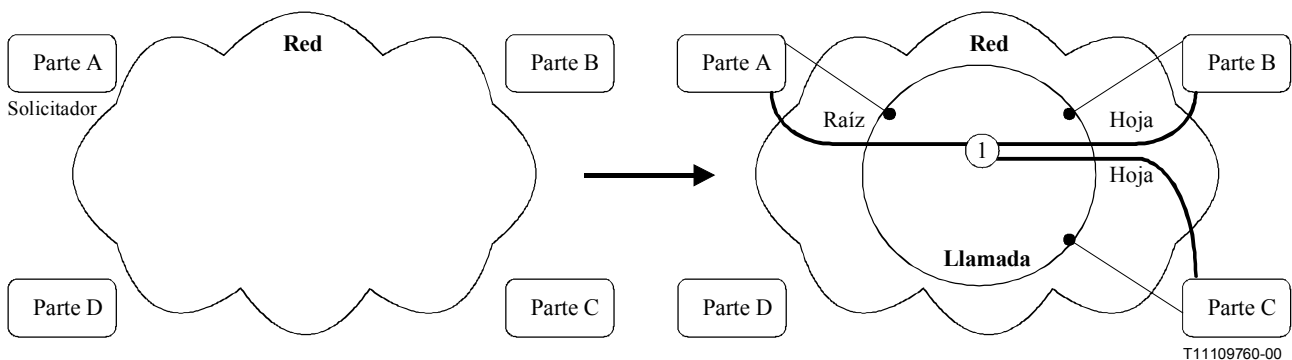 Parte A
Red
Parte B
Solicitador
Parte D
Parte C
Parte A
Red
Parte B
Raíz
Hoja
1
Hoja
Llamada
Parte D
Parte C
T11109760-00